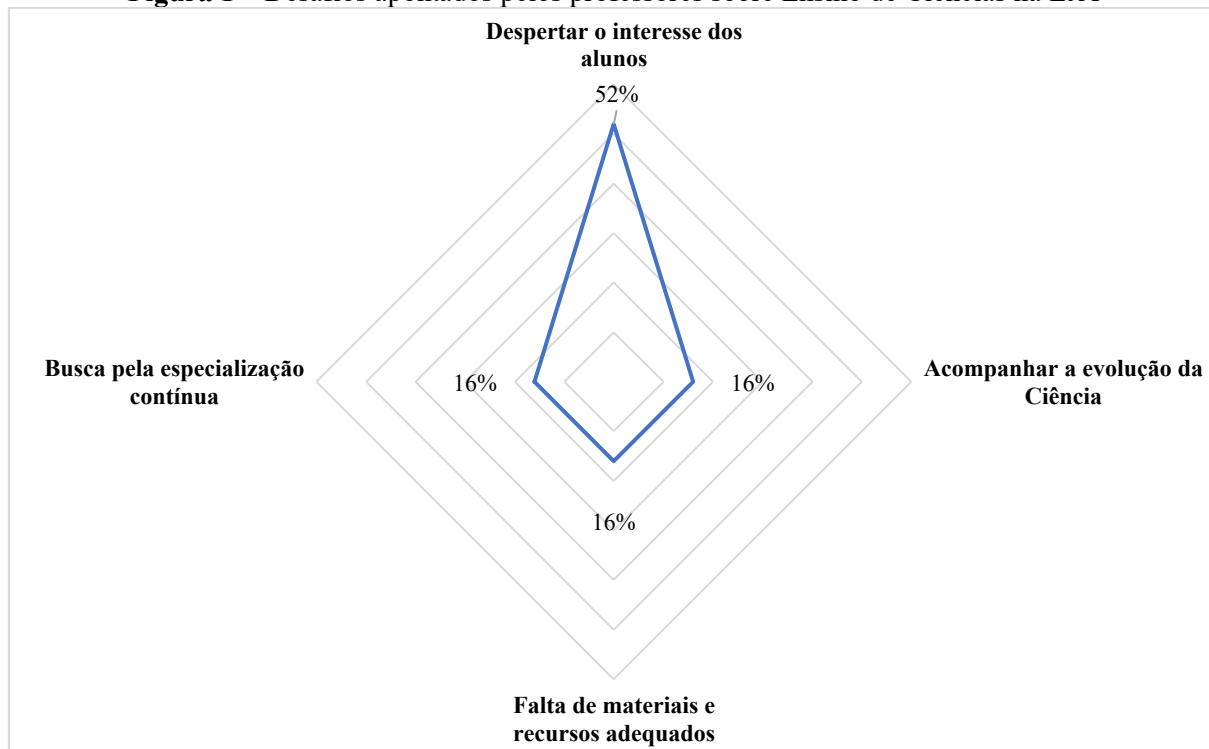 Despertar o interesse dos
alunos
52%
Busca pela especialização
contínua
16%
16%
Acompanhar a evolução da
Ciência
16%
Falta de materiais e
recursos adequados